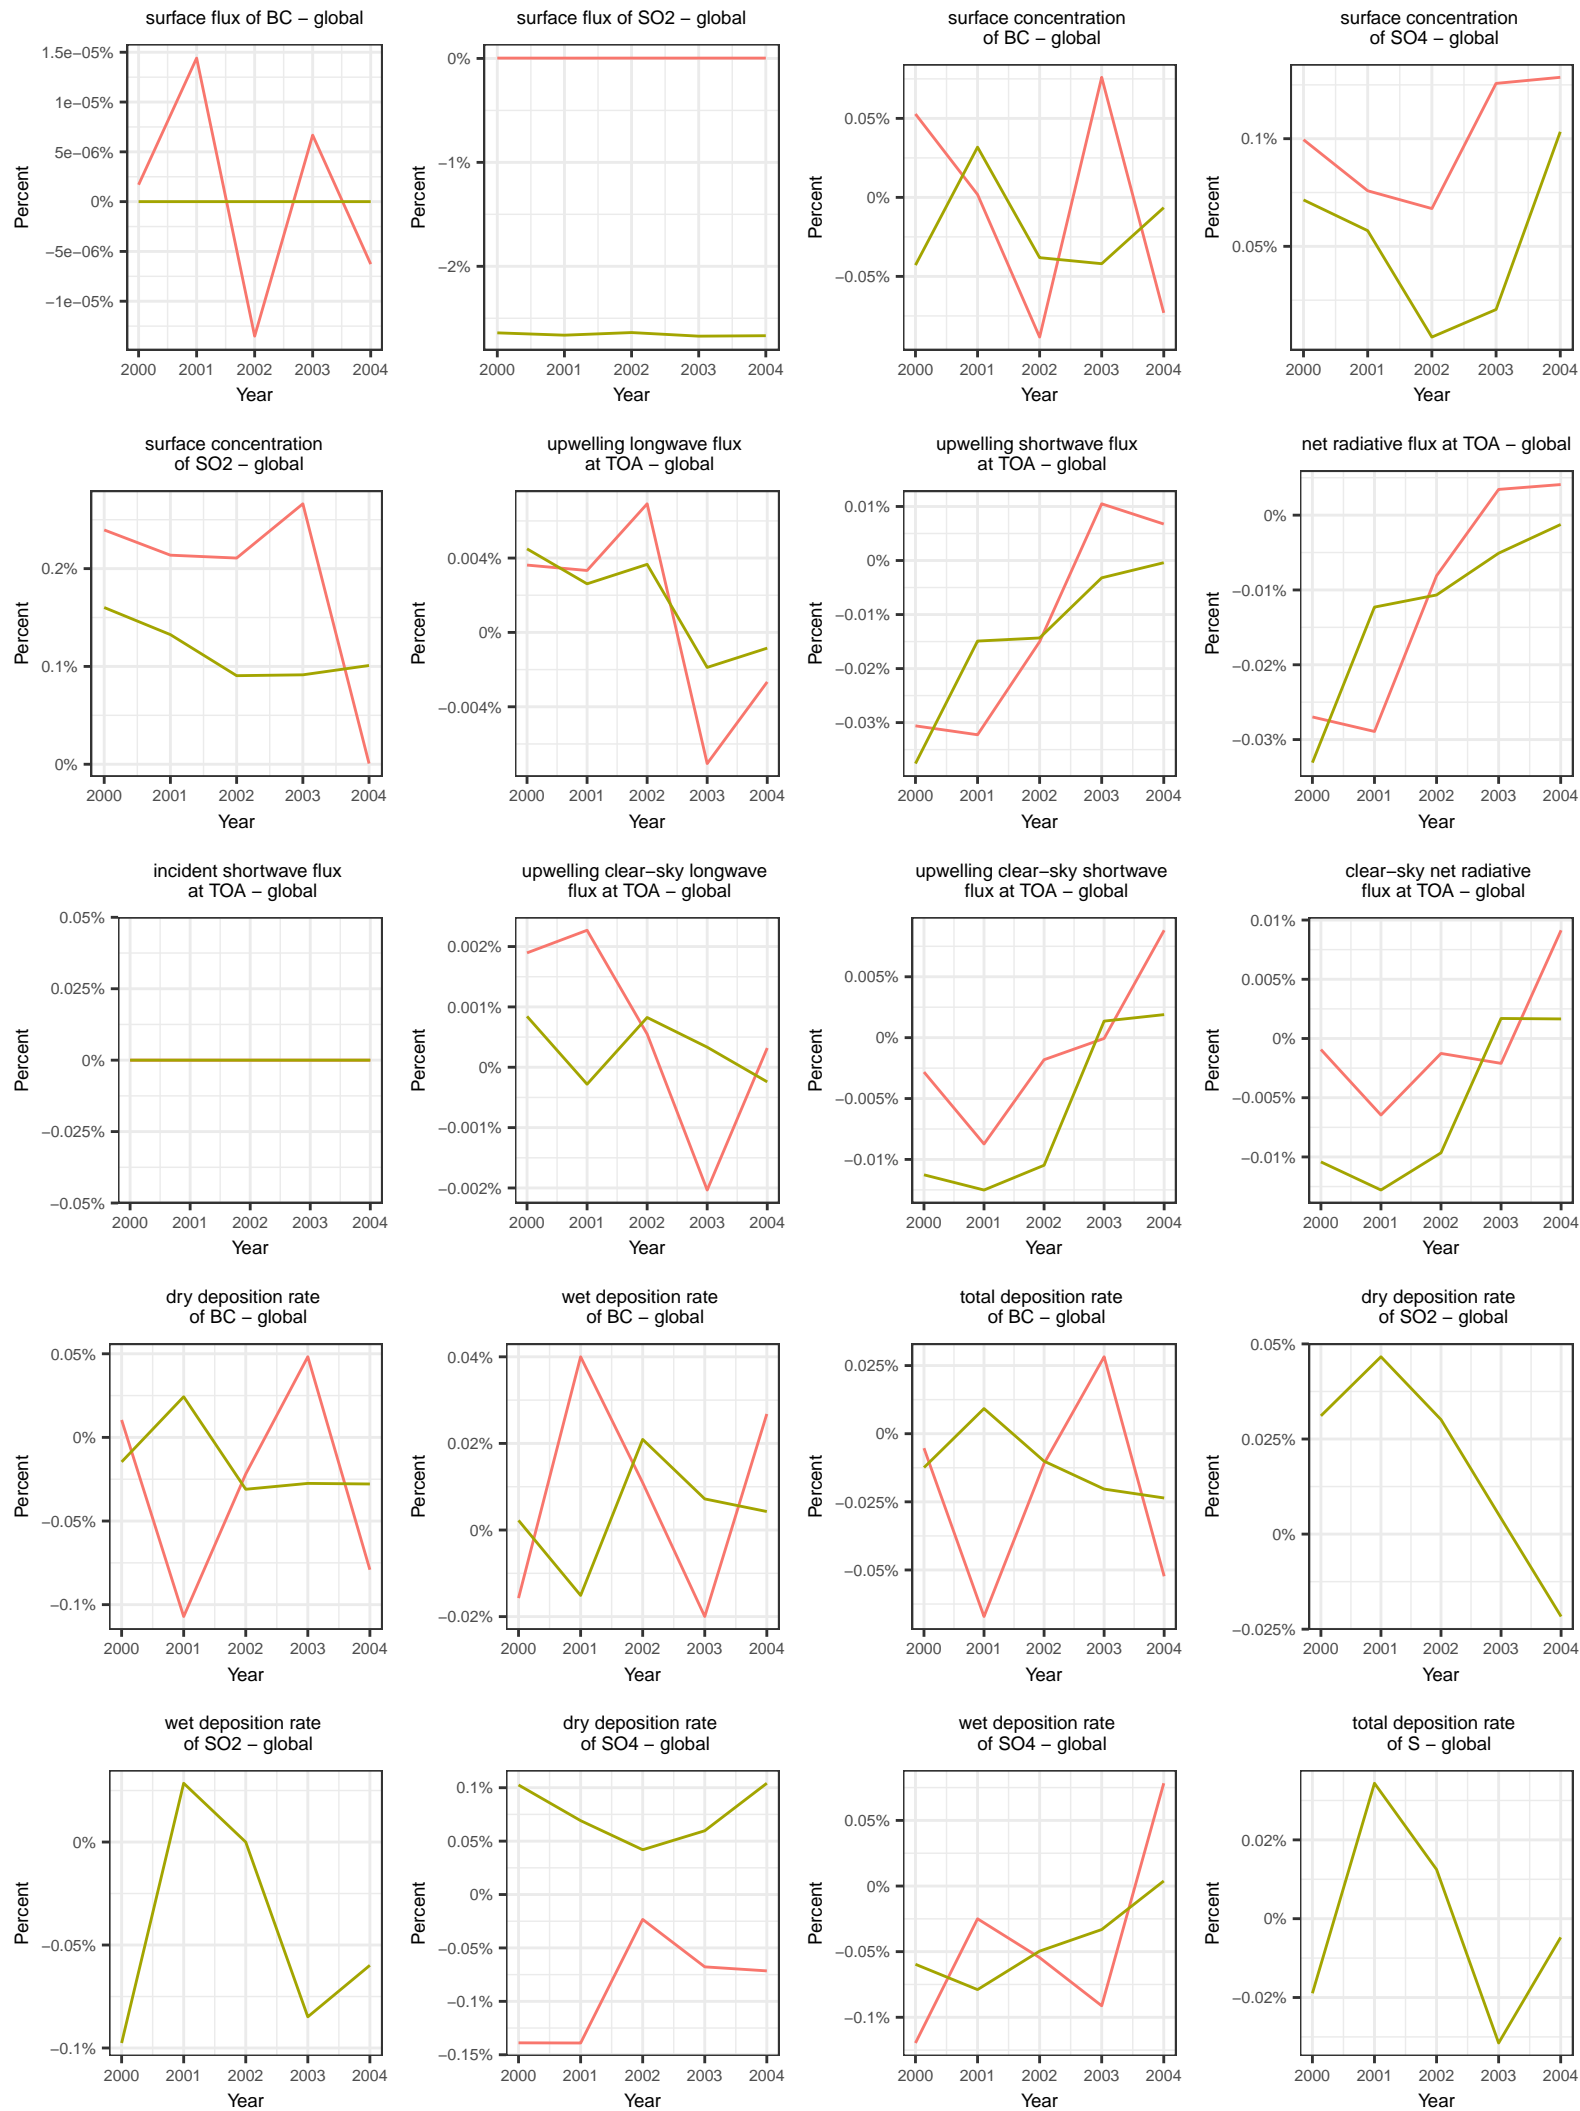 surface flux of BC − global
1.5e−05%
1e−05%
5e−06%
0%
−5e−06%
−1e−05%
Percent
2000 2001 2002 2003 2004
Year
surface flux of SO2 − global
0%
−1%
−2%
Percent
2000 2001 2002 2003 2004
Year
surface concentration
of BC − global
0.05%
0%
−0.05%
Percent
2000 2001 2002 2003 2004
Year
surface concentration
of SO4 − global
0.1%
0.05%
Percent
2000 2001 2002 2003 2004
Year
surface concentration
of SO2 − global
0.2%
0.1%
0%
Percent
2000 2001 2002 2003 2004
Year
upwelling longwave flux
at TOA − global
0.004%
0%
−0.004%
Percent
2000 2001 2002 2003 2004
Year
upwelling shortwave flux
at TOA − global
0.01%
0%
−0.01%
−0.02%
−0.03%
Percent
2000 2001 2002 2003 2004
Year
net radiative flux at TOA − global
0%
−0.01%
−0.02%
−0.03%
Percent
2000 2001 2002 2003 2004
Year
incident shortwave flux
at TOA − global
0.05%
0.025%
0%
−0.025%
−0.05%
Percent
2000 2001 2002 2003 2004
Year
upwelling clear−sky longwave
flux at TOA − global
0.002%
0.001%
0%
−0.001%
−0.002%
Percent
2000 2001 2002 2003 2004
Year
upwelling clear−sky shortwave
flux at TOA − global
0.005%
0%
−0.005%
−0.01%
Percent
2000 2001 2002 2003 2004
Year
clear−sky net radiative
flux at TOA − global
0.01%
0.005%
0%
−0.005%
−0.01%
Percent
2000 2001 2002 2003 2004
Year
dry deposition rate
of BC − global
0.05%
0%
−0.05%
−0.1%
Percent
2000 2001 2002 2003 2004
Year
wet deposition rate
of BC − global
0.04%
0.02%
0%
−0.02%
Percent
2000 2001 2002 2003 2004
Year
total deposition rate
of BC − global
0.025%
0%
−0.025%
−0.05%
Percent
2000 2001 2002 2003 2004
Year
dry deposition rate
of SO2 − global
0.05%
0.025%
0%
−0.025%
Percent
2000 2001 2002 2003 2004
Year
wet deposition rate
of SO2 − global
0%
−0.05%
−0.1%
Percent
2000 2001 2002 2003 2004
Year
dry deposition rate
of SO4 − global
0.1%
0.05%
0%
−0.05%
−0.1%
−0.15%
Percent
2000 2001 2002 2003 2004
Year
wet deposition rate
of SO4 − global
0.05%
0%
−0.05%
−0.1%
Percent
2000 2001 2002 2003 2004
Year
total deposition rate
of S − global
0.02%
0%
−0.02%
Percent
2000 2001 2002 2003 2004
Year